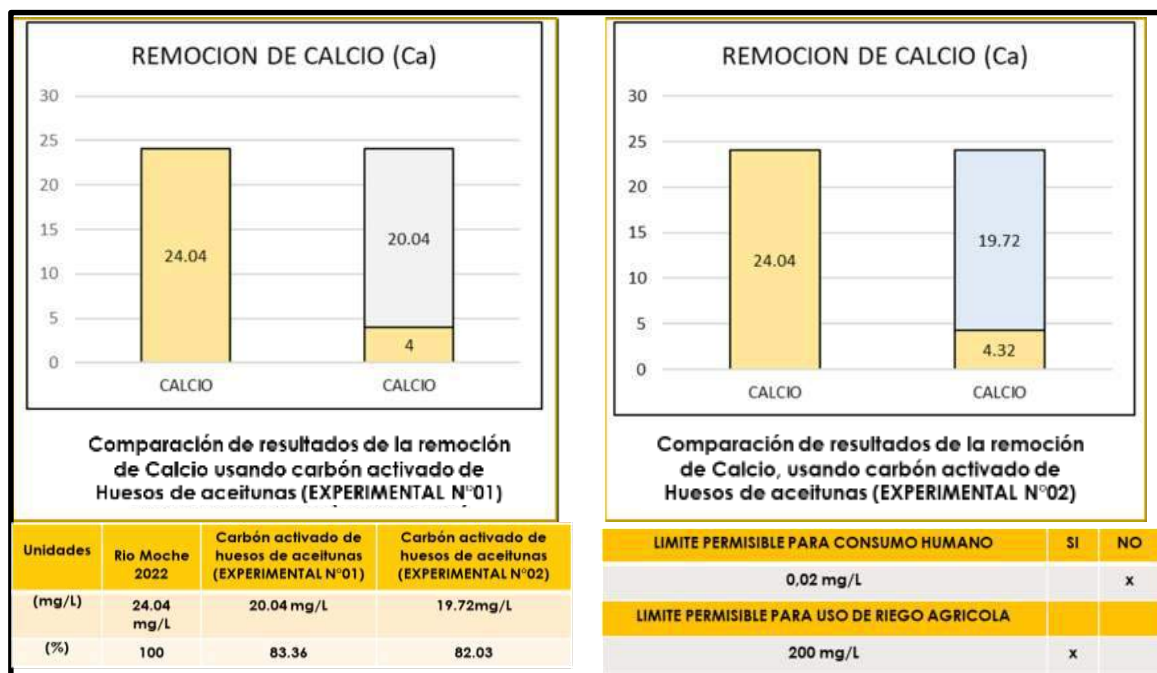 REMOCION DE CALCIO (Ca)
30
25
20
15
10
5
0
24.04
20.04
4
CALCIO
CALCIO
Comparación de resultados de la remoción
de Calcio usando carbón activado de
Huesos de aceitunas (EXPERIMENTAL N°01)
REMOCION DE CALCIO (Ca)
30
25
20
15
10
5
0
24.04
19.72
4.32
CALCIO
CALCIO
Comparación de resultados de la remoción
de Calcio, usando carbón activado de
Huesos de aceitunas (EXPERIMENTAL N°02)
Unidades
Rio Moche
2022
Carbón activado de
huesos de aceitunas
(EXPERIMENTAL N°01)
Carbón activado de
huesos de aceitunas
(EXPERIMENTAL N°02)
(mg/L)
24.04
mg/L
20.04 mg/L
19.72mg/L
(%)
100
83.36
82.03
LIMITE PERMISIBLE PARA CONSUMO HUMANO SI NO
0,02 mg/L x
LIMITE PERMISIBLE PARA USO DE RIEGO AGRICOLA
200 mg/L x